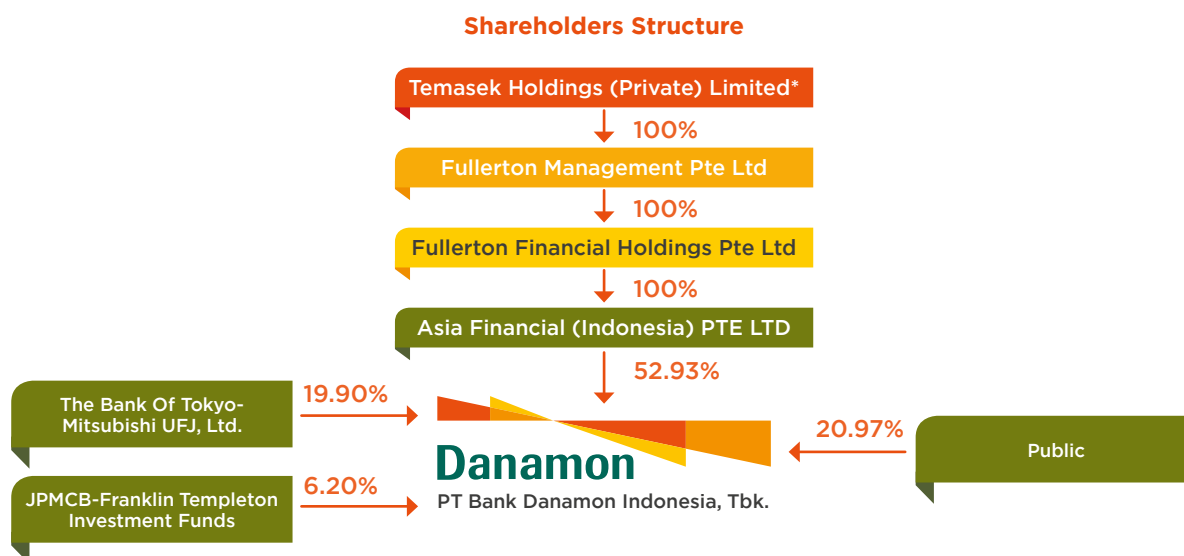 Shareholders Structure
Temasek Holdings (Private) Limited*
100%
Fullerton Management Pte Ltd
100%
Fullerton Financial Holdings Pte Ltd
100%
Asia Financial (Indonesia) PTE LTD
52.93%
The Bank Of Tokyo-
Mitsubishi UFJ, Ltd.
19.90%
JPMCB-Franklin Templeton
Investment Funds
6.20%
Danamon
PT Bank Danamon Indonesia, Tbk.
20.97%
Public